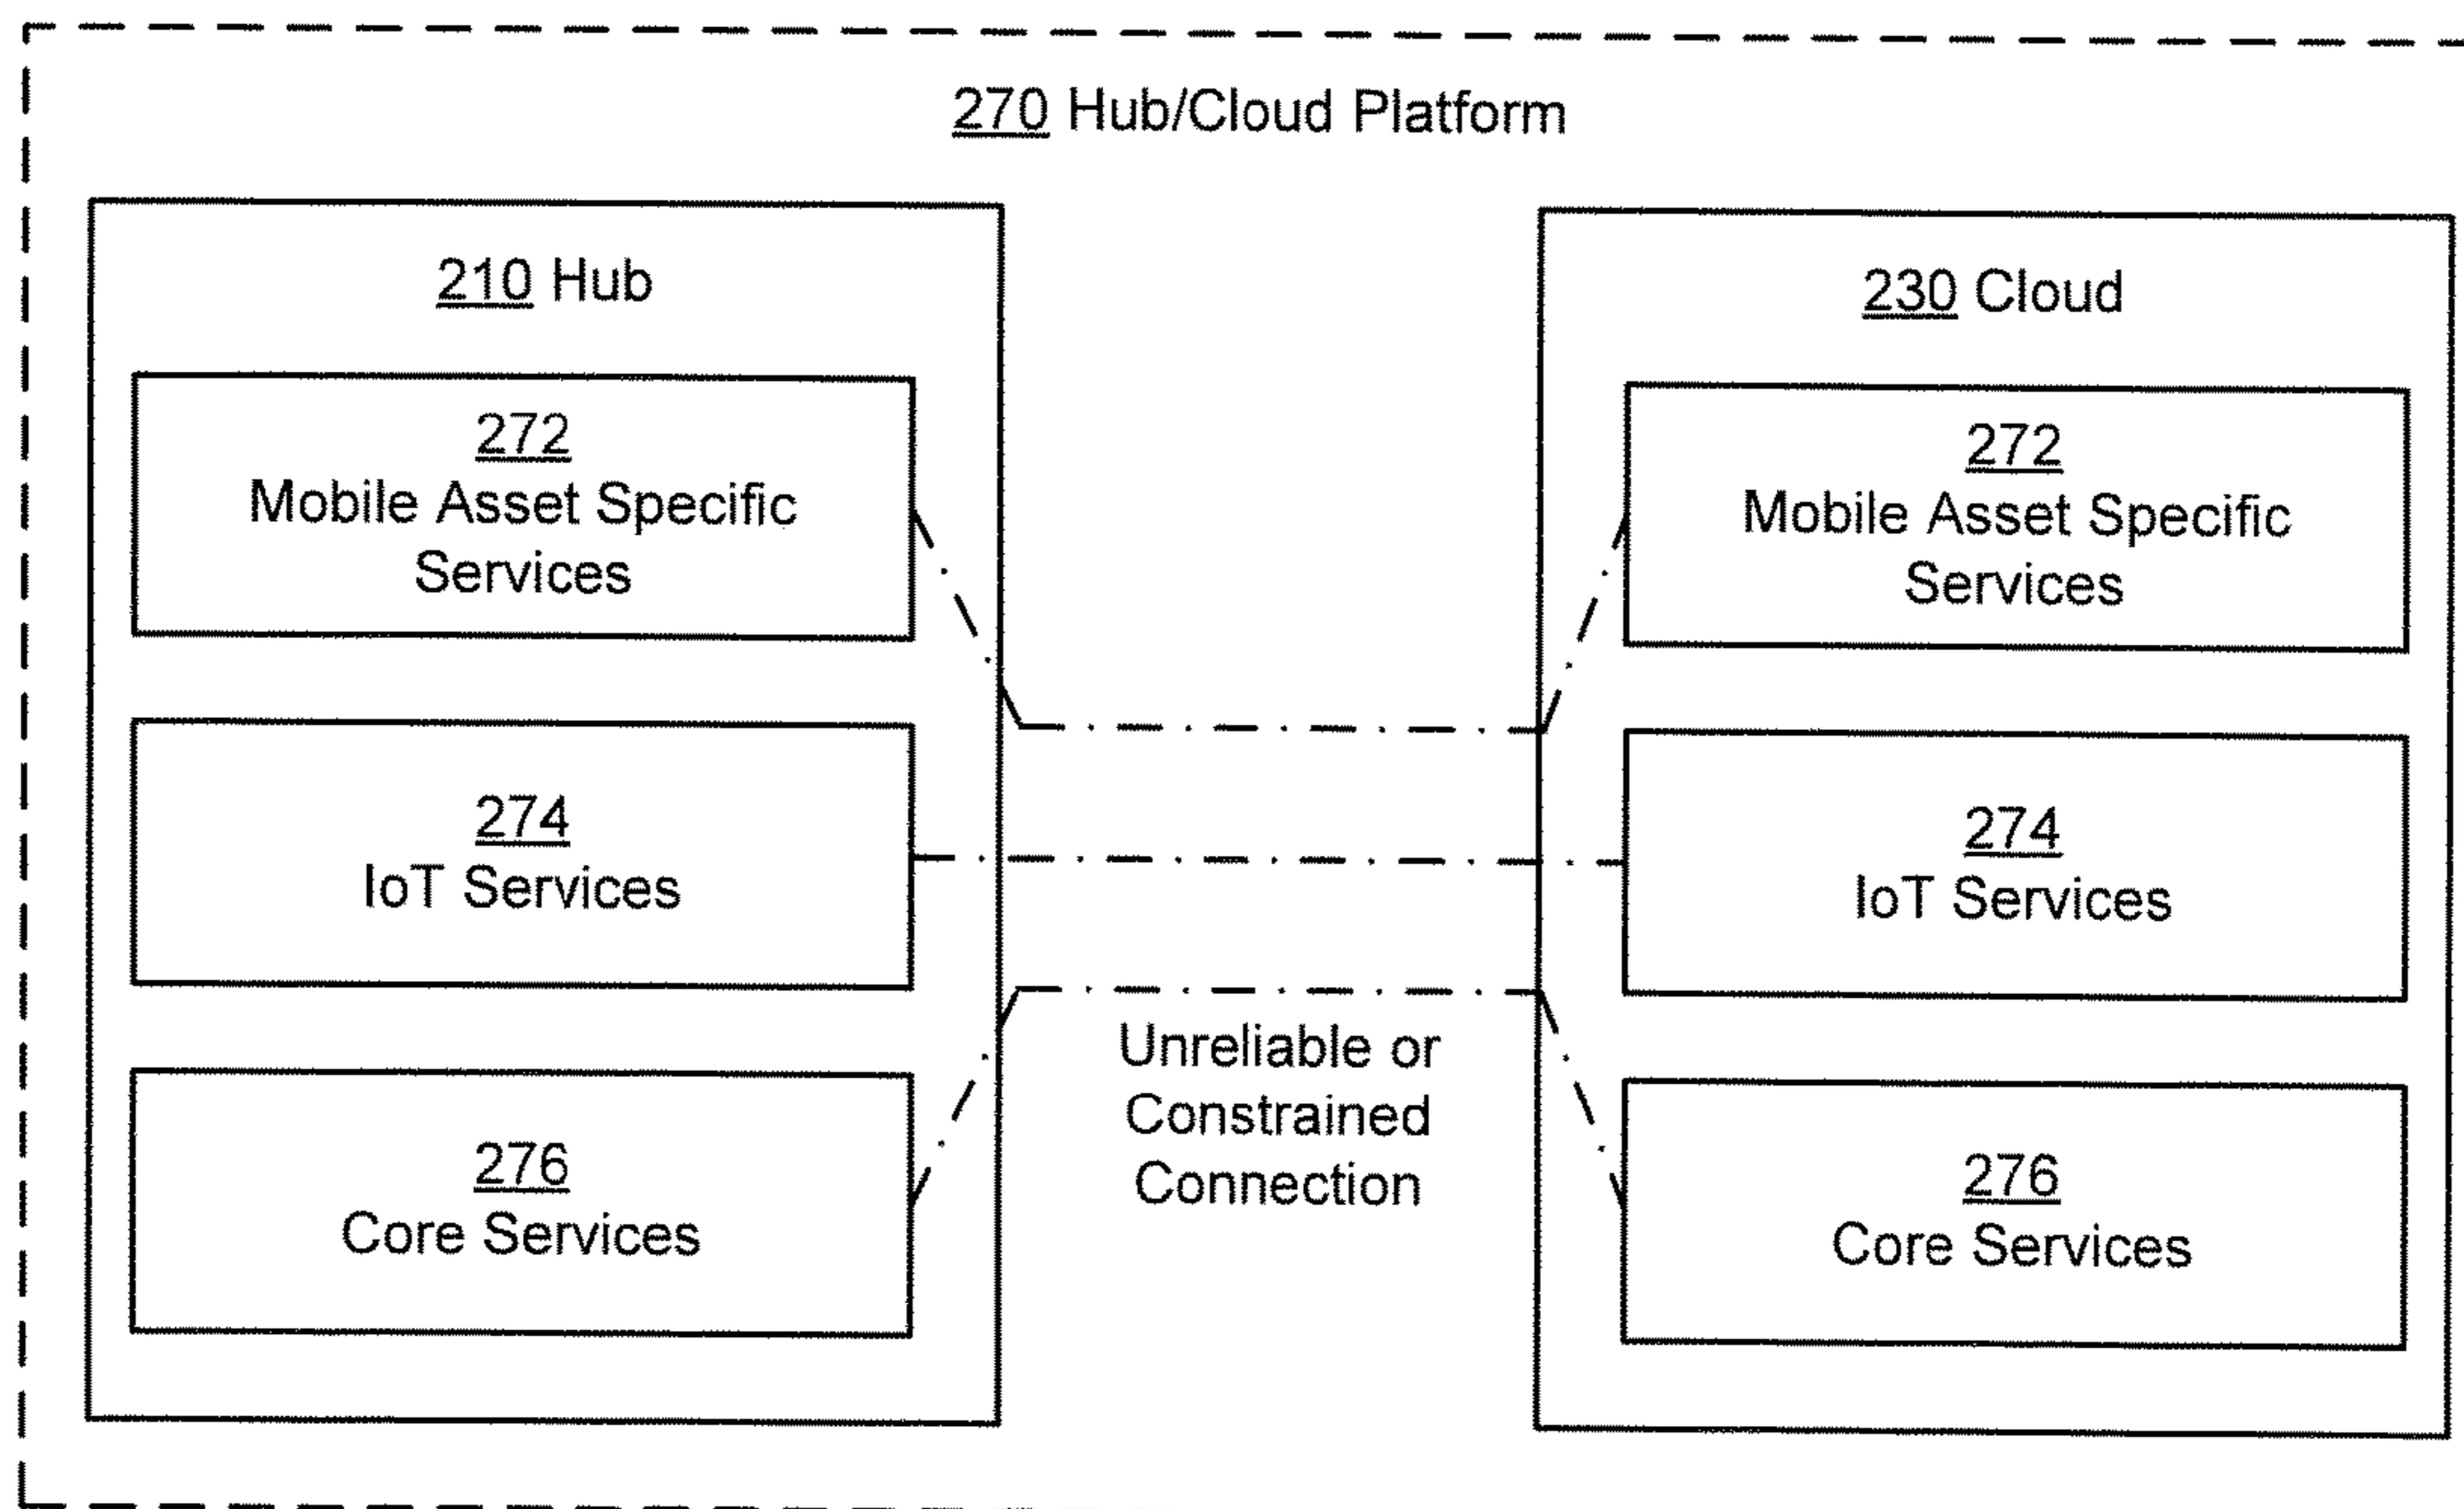 270 Hub/Cloud Platform
210 Hub
272
Mobile Asset Specific
Services
274
IoT Services
276
Core Services
Unreliable or
Constrained
Connection
230 Cloud
272
Mobile Asset Specific
Services
274
IoT Services
276
Core Services